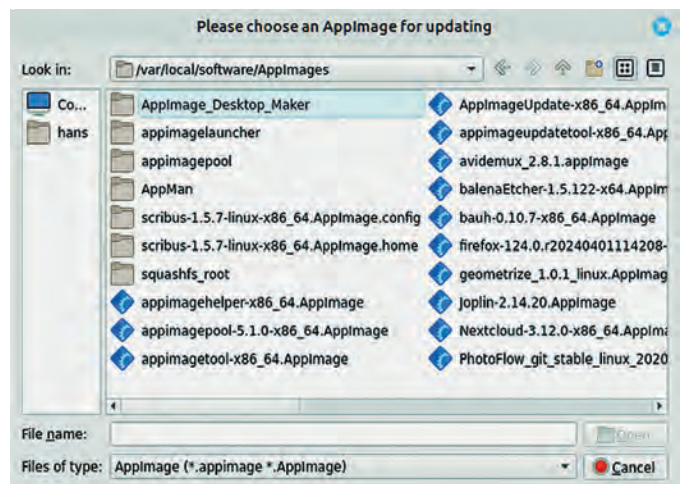 Please choose an AppImage for updating
Look in:
/var/local/software/AppImages
Co...
hans
AppImage_Desktop_Maker
appimagelauncher
appimagepool
AppMan
scribus-1.5.7-linux-x86_64.AppImage.config
scribus-1.5.7-linux-x86_64.AppImage.home
squashfs_root
appimagehelper-x86_64.AppImage
appimagepool-5.1.0-x86_64.AppImage
appimagetool-x86_64.AppImage
AppImageUpdate-x86_64.AppIm
appimageupdatetool-x86_64.App
avidemux_2.8.1.appImage
balenaEtcher-1.5.122-x64.AppIm
bauh-0.10.7-x86_64.AppImage
firefox-124.0.r20240401114208-
geometrize_1.0.1_linux.AppImag
Joplin-2.14.20.AppImage
Nextcloud-3.12.0-x86_64.AppIma
PhotoFlow_git_stable_linux_2020
File name:
Open
Files of type:
AppImage (*.appimage *.AppImage)
Cancel